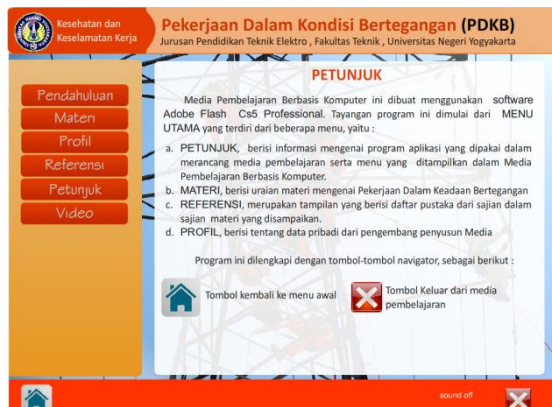 Kesehatan dan
Keselamatan Kerja
Pekerjaan Dalam Kondisi Bertegangan (PDKB)
Jurusan Pendidikan Teknik Elektro , Fakultas Teknik , Universitas Negeri Yogyakarta
Pendahuluan
Materi
Profil
Referensi
Petunjuk
Video
PETUNJUK
Media Pembelajaran Berbasis Komputer ini dibuat menggunakan software
Adobe Flash Cs5 Professional. Tayangan program ini dimulai dari MENU
UTAMA yang terdiri dari beberapa menu, yaitu :
a. PETUNJUK, berisi informasi mengenai program aplikasi yang dipakai dalam
merancang media pembelajaran serta menu yang ditampilkan dalam Media
Pembelajaran Berbasis Komputer.
b. MATERI, berisi uraian materi mengenai Pekerjaan Dalam Keadaan Bertegangan
c. REFERENSI, merupakan tampilan yang berisi daftar pustaka dari sajian dalam
sajian materi yang disampaikan.
d. PROFIL, berisi tentang data pribadi dari pengembang penyusun Media
Program ini dilengkapi dengan tombol-tombol navigator, sebagai berikut :
Tombol kembali ke menu awal
Tombol Keluar dari media
pembelajaran
sound off